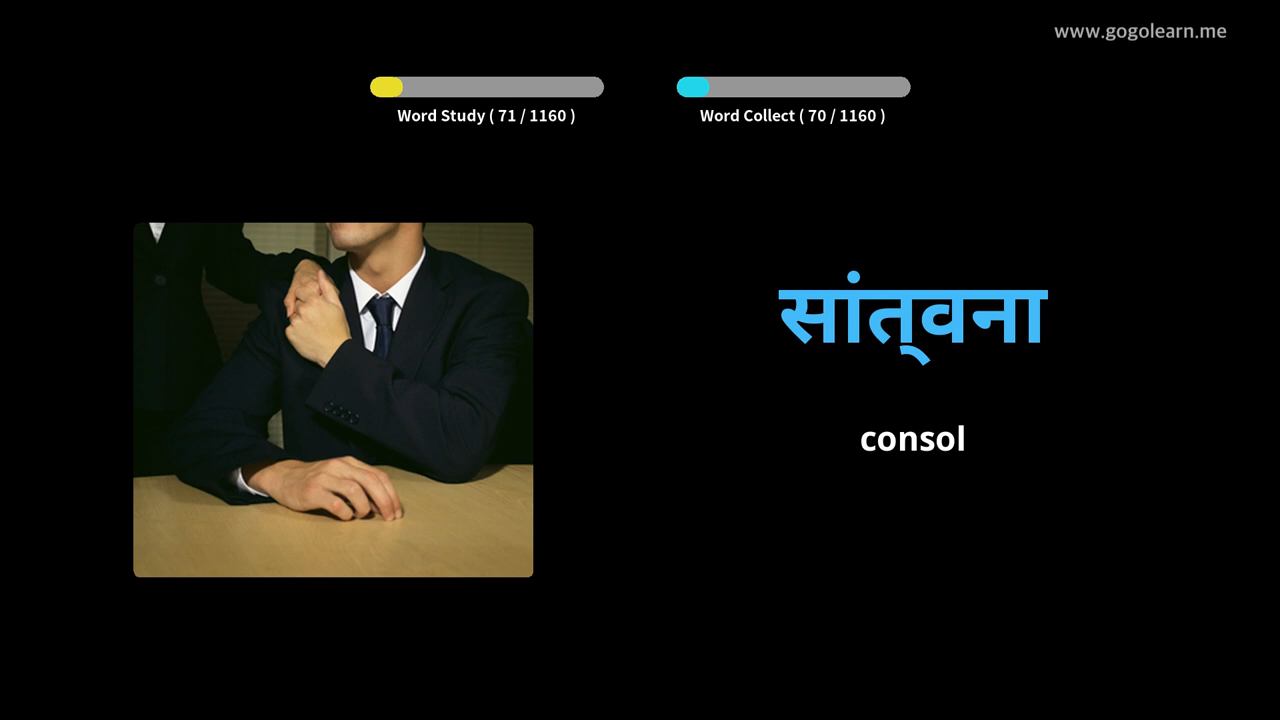 www.gogolearn.me
Word Study ( 71 / 1160 )
Word Collect ( 70 / 1160 )
सांत्‌वना
consol